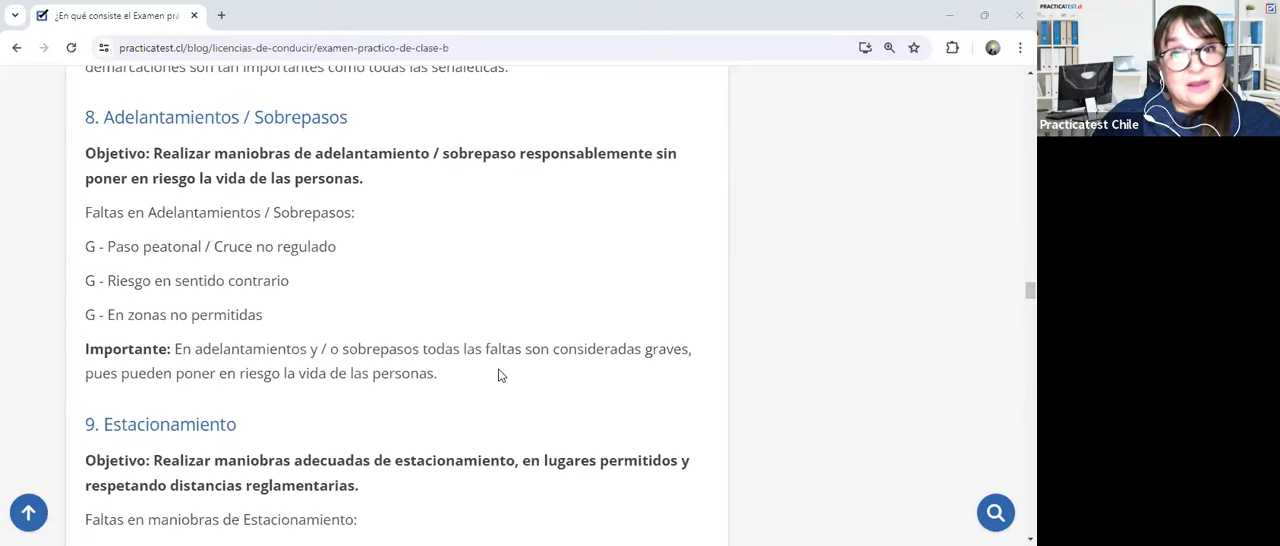 ¿En qué consiste el Examen prá
practicatest.cl/blog/licencias-de-conducir/examen-practico-de-clase-b
PRACTICATEST.cl
Practicatest Chile
demarcaciones son tan importantes como todas las señaléticas.
8. Adelantamientos / Sobrepasos
Objetivo: Realizar maniobras de adelantamiento / sobrepaso responsablemente sin
poner en riesgo la vida de las personas.
Faltas en Adelantamientos / Sobrepasos:
G - Paso peatonal / Cruce no regulado
G - Riesgo en sentido contrario
G - En zonas no permitidas
Importante: En adelantamientos y / o sobrepasos todas las faltas son consideradas graves,
pues pueden poner en riesgo la vida de las personas.
9. Estacionamiento
Objetivo: Realizar maniobras adecuadas de estacionamiento, en lugares permitidos y
respetando distancias reglamentarias.
Faltas en maniobras de Estacionamiento: